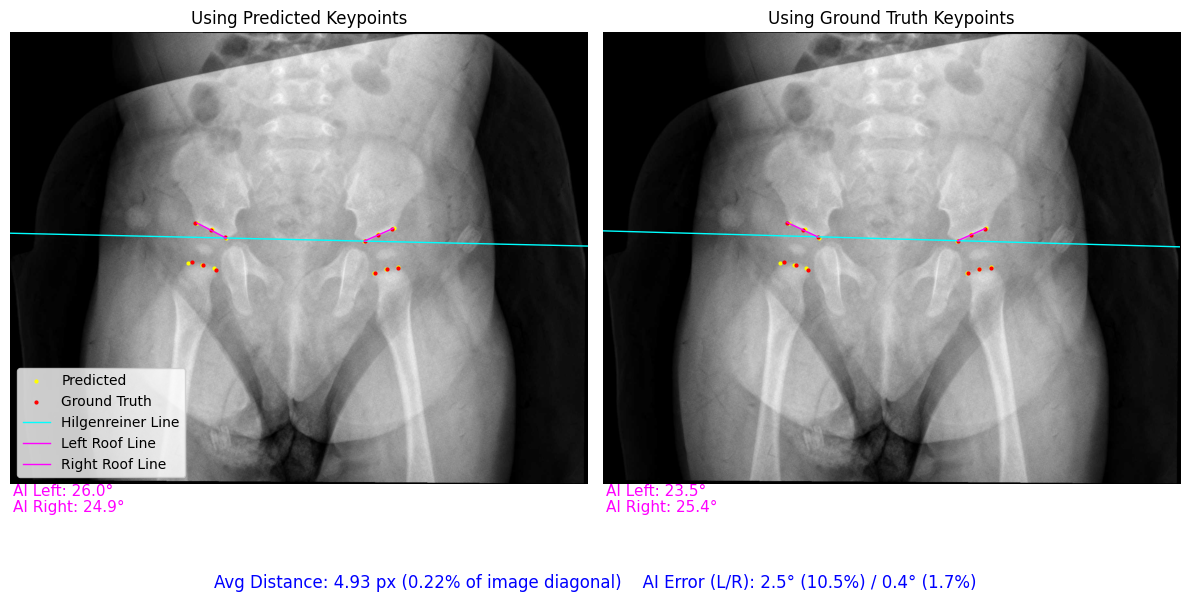 Using Predicted Keypoints
Using Ground Truth Keypoints
Predicted
Ground Truth
Hilgenreiner Line
Left Roof Line
Right Roof Line
AI Left: 26.0°
AI Right: 24.9°
AI Left: 23.5°
AI Right: 25.4°
Avg Distance: 4.93 px (0.22% of image diagonal)    AI Error (L/R): 2.5° (10.5%) / 0.4° (1.7%)